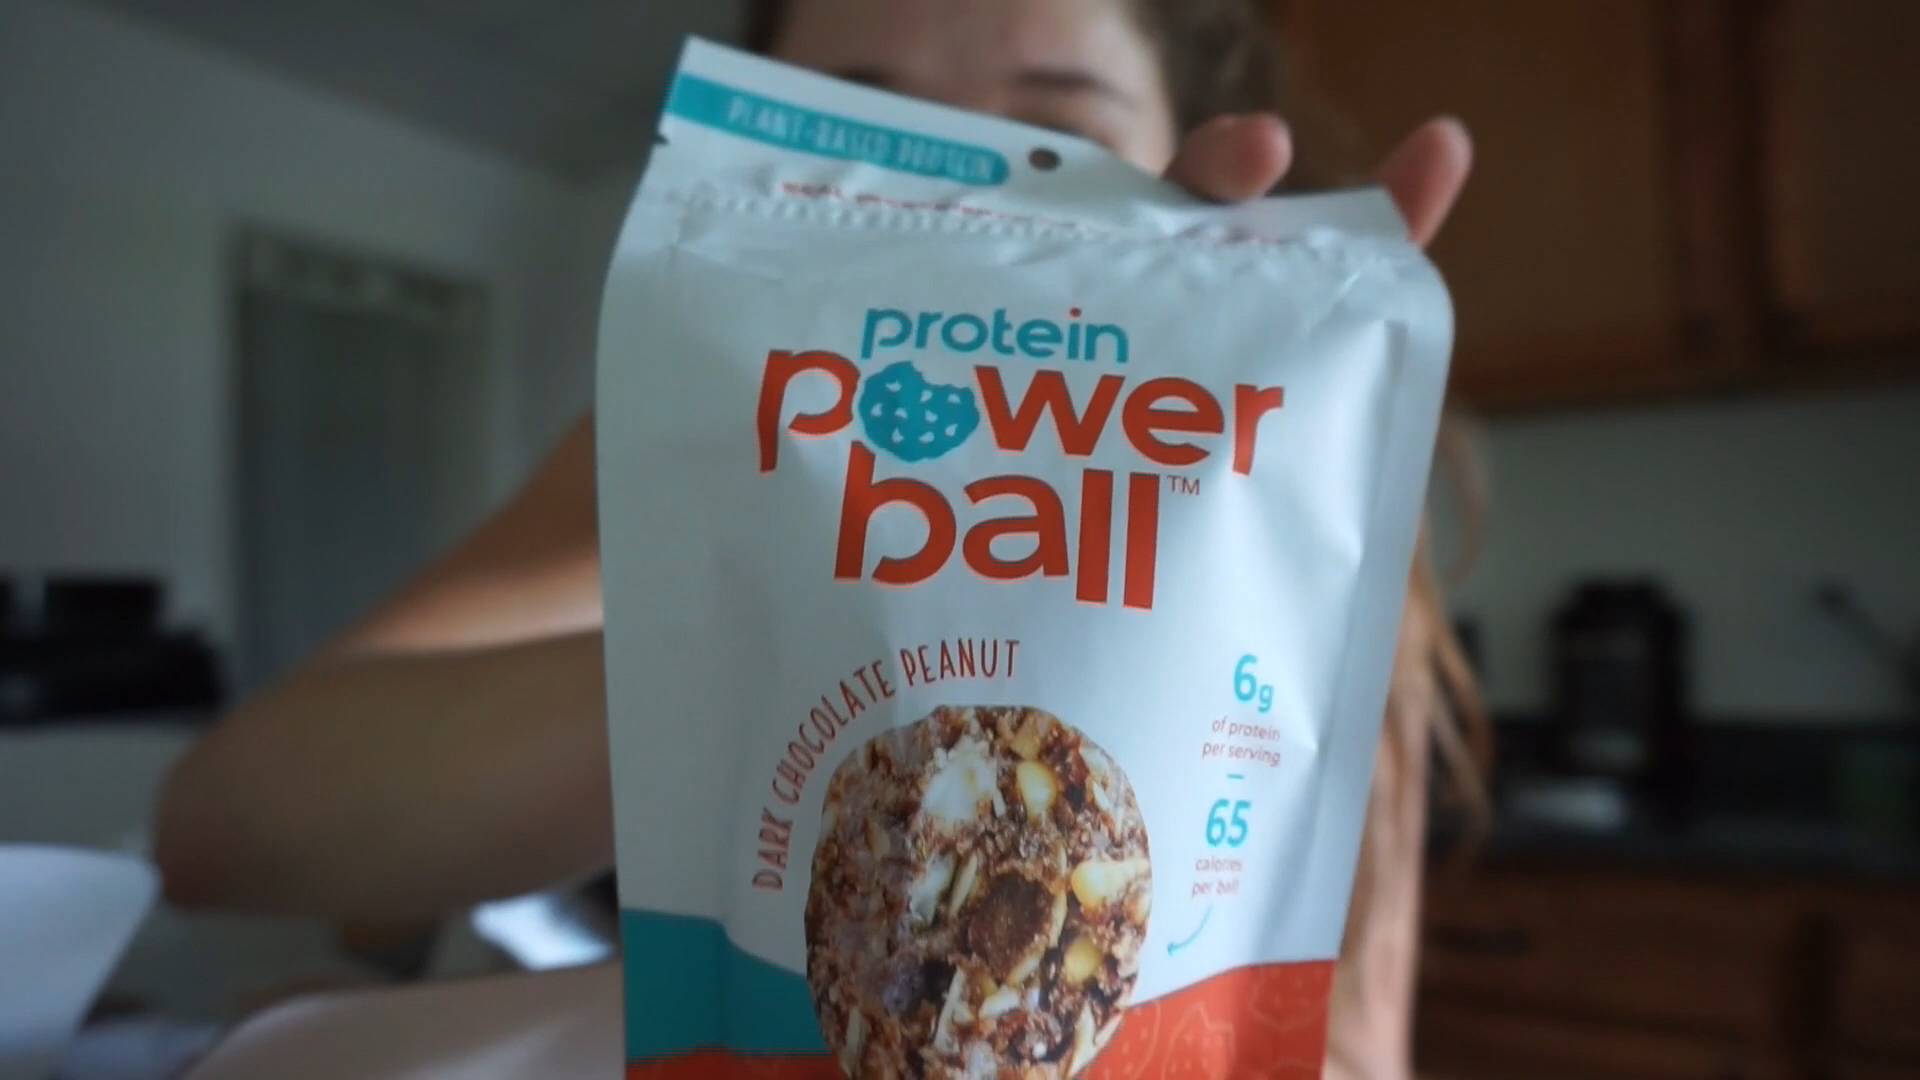 PLANT-BASED PROTEIN
protein
power
ball™
DARK CHOCOLATE PEANUT
6g
of protein
per serving
65
calories
per ball